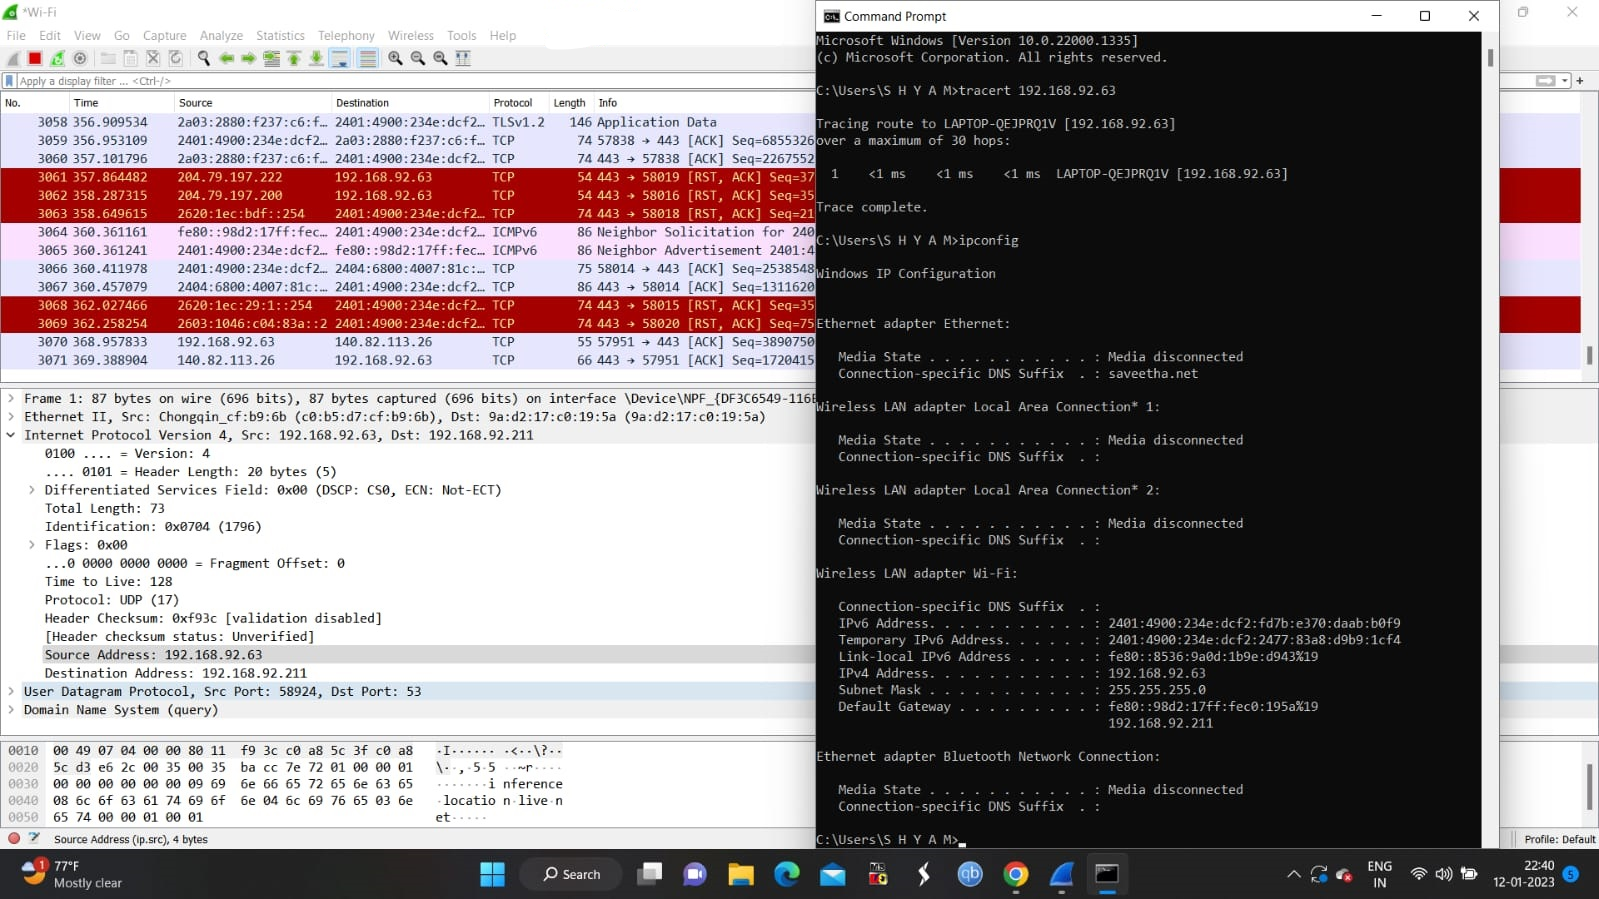 *Wi-Fi
File Edit View Go Capture Analyze Statistics Telephony Wireless Tools Help
Apply a display filter ... <Ctrl-/>
No. Time Source Destination Protocol Length Info
3058 356.909534 2a03:2880:f237:c6:f… 2401:4900:234e:dcf2… TLSv1.2 146 Application Data
3059 356.953109 2401:4900:234e:dcf2… 2a03:2880:f237:c6:f… TCP 74 57838 → 443 [ACK] Seq=6855326
3060 357.101796 2a03:2880:f237:c6:f… 2401:4900:234e:dcf2… TCP 74 443 → 57838 [ACK] Seq=2267552
3061 357.864482 204.79.197.222 192.168.92.63 TCP 54 443 → 58019 [RST, ACK] Seq=37
3062 358.287315 204.79.197.200 192.168.92.63 TCP 54 443 → 58016 [RST, ACK] Seq=35
3063 358.649615 2620:1ec:bdf::254 2401:4900:234e:dcf2… TCP 74 443 → 58018 [RST, ACK] Seq=21
3064 360.361161 fe80::98d2:17ff:fec… 2401:4900:234e:dcf2… ICMPv6 86 Neighbor Solicitation for 240
3065 360.361241 2401:4900:234e:dcf2… fe80::98d2:17ff:fec… ICMPv6 86 Neighbor Advertisement 2401:4
3066 360.411978 2401:4900:234e:dcf2… 2404:6800:4007:81c:… TCP 75 58014 → 443 [ACK] Seq=2538548
3067 360.457079 2404:6800:4007:81c:… 2401:4900:234e:dcf2… TCP 86 443 → 58014 [ACK] Seq=1311620
3068 362.027466 2620:1ec:29:1::254 2401:4900:234e:dcf2… TCP 74 443 → 58015 [RST, ACK] Seq=35
3069 362.258254 2603:1046:c04:83a::2 2401:4900:234e:dcf2… TCP 74 443 → 58020 [RST, ACK] Seq=75
3070 368.957833 192.168.92.63 140.82.113.26 TCP 55 57951 → 443 [ACK] Seq=3890750
3071 369.388904 140.82.113.26 192.168.92.63 TCP 66 443 → 57951 [ACK] Seq=1720415
Frame 1: 87 bytes on wire (696 bits), 87 bytes captured (696 bits) on interface \Device\NPF_{DF3C6549-116E
Ethernet II, Src: Chongqin_cf:b9:6b (c0:b5:d7:cf:b9:6b), Dst: 9a:d2:17:c0:19:5a (9a:d2:17:c0:19:5a)
Internet Protocol Version 4, Src: 192.168.92.63, Dst: 192.168.92.211
0100 .... = Version: 4
.... 0101 = Header Length: 20 bytes (5)
Differentiated Services Field: 0x00 (DSCP: CS0, ECN: Not-ECT)
Total Length: 73
Identification: 0x0704 (1796)
Flags: 0x00
...0 0000 0000 0000 = Fragment Offset: 0
Time to Live: 128
Protocol: UDP (17)
Header Checksum: 0xf93c [validation disabled]
[Header checksum status: Unverified]
Source Address: 192.168.92.63
Destination Address: 192.168.92.211
User Datagram Protocol, Src Port: 58924, Dst Port: 53
Domain Name System (query)
0010 00 49 07 04 00 00 80 11 f9 3c c0 a8 5c 3f c0 a8 ·I······ ·<··\?··
0020 5c d3 e6 2c 00 35 00 35 ba cc 7e 72 01 00 00 01 \··,·5·5 ··~r····
0030 00 00 00 00 00 00 09 69 6e 66 65 72 65 6e 63 65 ·······i nference
0040 08 6c 6f 63 61 74 69 6f 6e 04 6c 69 76 65 03 6e ·locatio n·live·n
0050 65 74 00 00 01 00 01 et·····
Source Address (ip.src), 4 bytes
Profile: Default
Command Prompt
Microsoft Windows [Version 10.0.22000.1335]
(c) Microsoft Corporation. All rights reserved.
C:\Users\S H Y A M>tracert 192.168.92.63
Tracing route to LAPTOP-QEJPRQ1V [192.168.92.63]
over a maximum of 30 hops:
1 <1 ms <1 ms <1 ms LAPTOP-QEJPRQ1V [192.168.92.63]
Trace complete.
C:\Users\S H Y A M>ipconfig
Windows IP Configuration
Ethernet adapter Ethernet:
Media State . . . . . . . . . . . : Media disconnected
Connection-specific DNS Suffix . : saveetha.net
Wireless LAN adapter Local Area Connection* 1:
Media State . . . . . . . . . . . : Media disconnected
Connection-specific DNS Suffix . :
Wireless LAN adapter Local Area Connection* 2:
Media State . . . . . . . . . . . : Media disconnected
Connection-specific DNS Suffix . :
Wireless LAN adapter Wi-Fi:
Connection-specific DNS Suffix . :
IPv6 Address. . . . . . . . . . . : 2401:4900:234e:dcf2:fd7b:e370:daab:b0f9
Temporary IPv6 Address. . . . . . : 2401:4900:234e:dcf2:2477:83a8:d9b9:1cf4
Link-local IPv6 Address . . . . . : fe80::8536:9a0d:1b9e:d943%19
IPv4 Address. . . . . . . . . . . : 192.168.92.63
Subnet Mask . . . . . . . . . . . : 255.255.255.0
Default Gateway . . . . . . . . . : fe80::98d2:17ff:fec0:195a%19
192.168.92.211
Ethernet adapter Bluetooth Network Connection:
Media State . . . . . . . . . . . : Media disconnected
Connection-specific DNS Suffix . :
C:\Users\S H Y A M>
1
77°F
Mostly clear
Search
qb
ENG
IN
22:40
12-01-2023
5